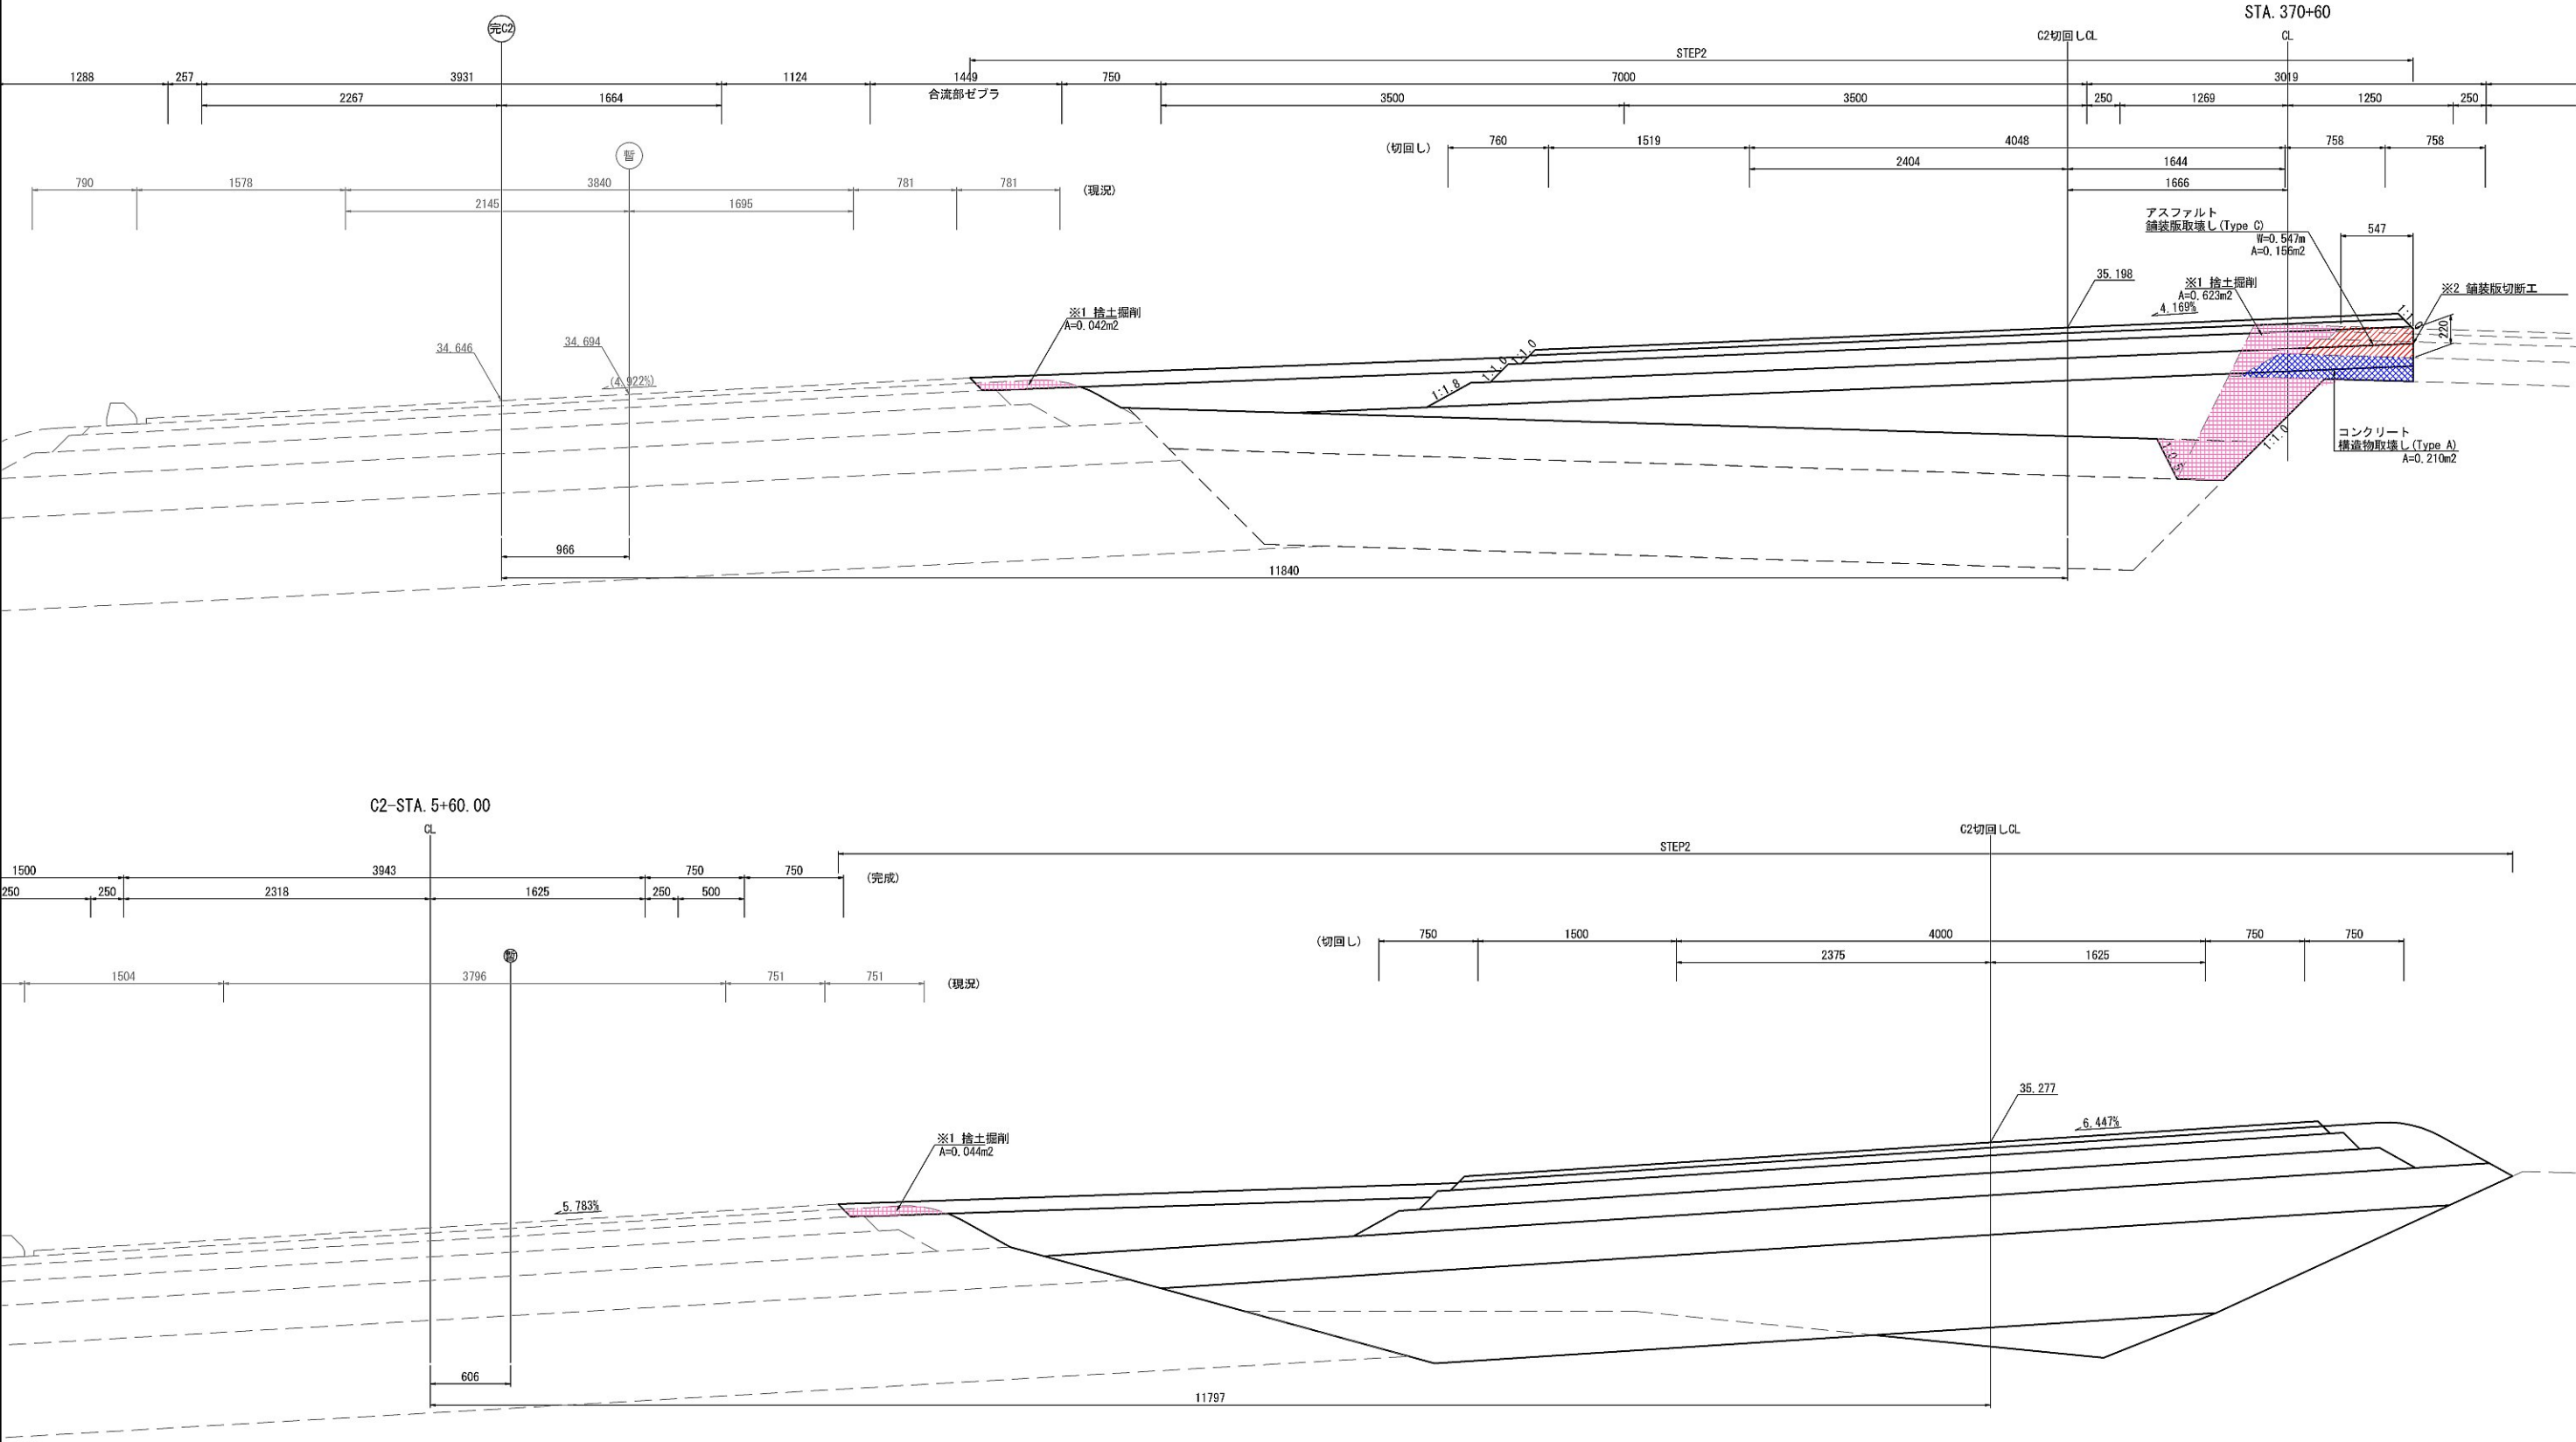 STA.370+60
完C2
C2切回しCL
CL
STEP2
1288
257
3931
1124
1449
750
7000
3019
合流部ゼブラ
2267
1664
3500
3500
250
1269
1250
250
暫
(切回し)
760
1519
4048
758
758
2404
1644
1666
790
1578
3840
781
781
(現況)
2145
1695
アスファルト
舗装版取壊し(Type C)
W=0.547m
A=0.156m2
547
35.198
※1 捨土掘削
A=0.623m2
4.169%
※2 舗装版切断工
※1 捨土掘削
A=0.042m2
1:1.0
220
34.646
34.694
(4.922%)
1:1.8
1:1.0
1:1.0
1:0.5
1:1.0
コンクリート
構造物取壊し(Type A)
A=0.210m2
966
11840
C2-STA.5+60.00
CL
C2切回しCL
STEP2
1500
3943
750
750
(完成)
250
250
2318
1625
250
500
(切回し)
750
1500
4000
750
750
暫
2375
1625
1504
3796
751
751
(現況)
35.277
6.447%
※1 捨土掘削
A=0.044m2
5.783%
606
11797